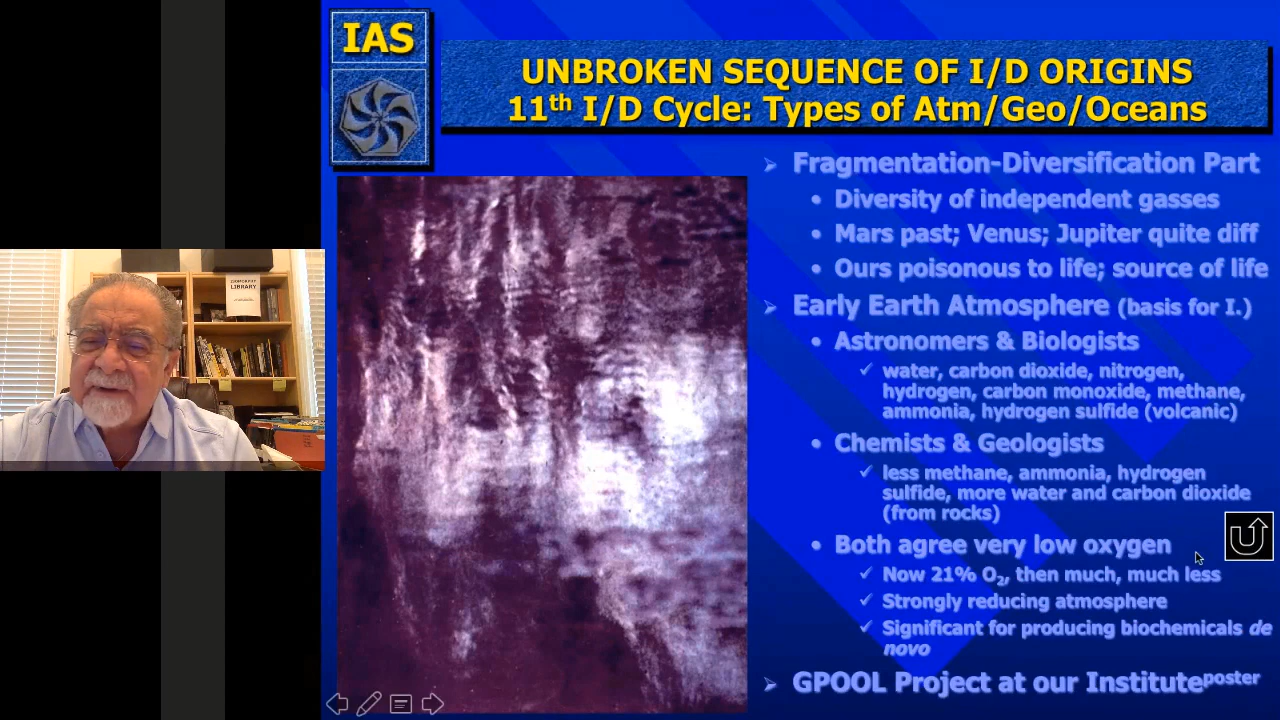 IAS
UNBROKEN SEQUENCE OF I/D ORIGINS
11th I/D Cycle: Types of Atm/Geo/Oceans
Fragmentation-Diversification Part
Diversity of independent gasses
Mars past; Venus; Jupiter quite diff
Ours poisonous to life; source of life
Early Earth Atmosphere (basis for I.)
Astronomers & Biologists
water, carbon dioxide, nitrogen,
hydrogen, carbon monoxide, methane,
ammonia, hydrogen sulfide (volcanic)
Chemists & Geologists
less methane, ammonia, hydrogen
sulfide, more water and carbon dioxide
(from rocks)
Both agree very low oxygen
Now 21% O2, then much, much less
Strongly reducing atmosphere
Significant for producing biochemicals de
novo
GPOOL Project at our Instituteposter
LIBRARY